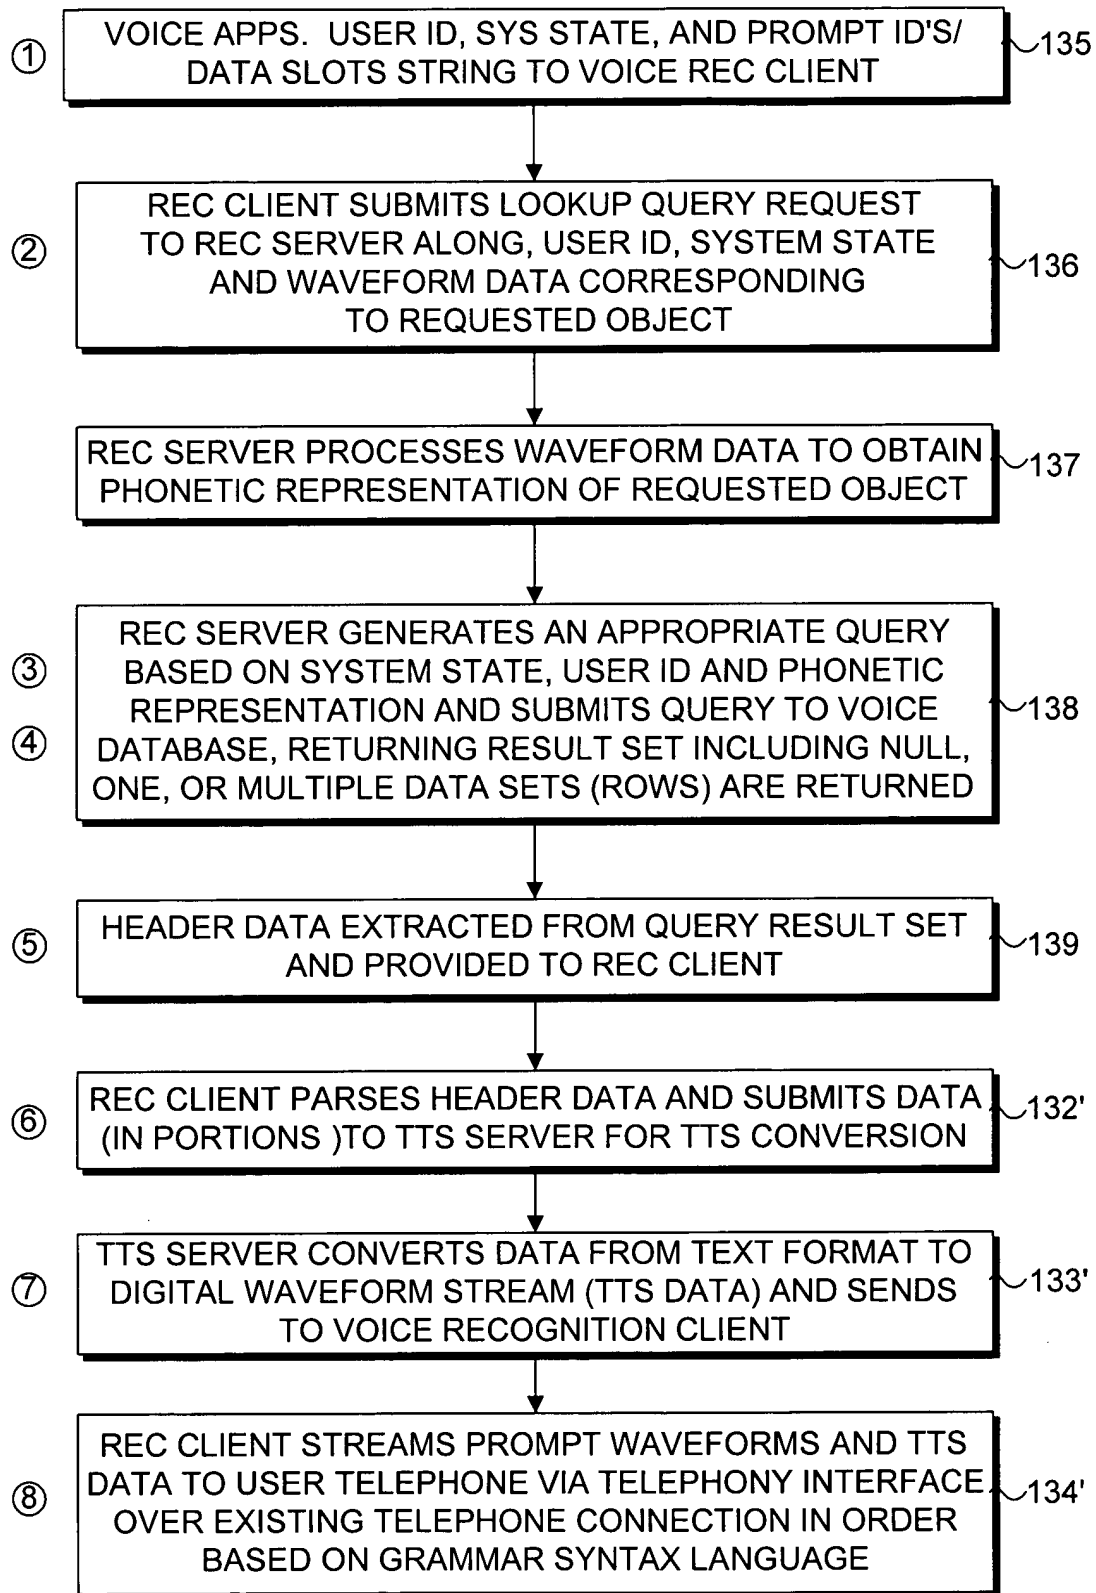 ①
VOICE APPS. USER ID, SYS STATE, AND PROMPT ID'S/
DATA SLOTS STRING TO VOICE REC CLIENT
135
②
REC CLIENT SUBMITS LOOKUP QUERY REQUEST
TO REC SERVER ALONG, USER ID, SYSTEM STATE
AND WAVEFORM DATA CORRESPONDING
TO REQUESTED OBJECT
136
REC SERVER PROCESSES WAVEFORM DATA TO OBTAIN
PHONETIC REPRESENTATION OF REQUESTED OBJECT
137
③
④
REC SERVER GENERATES AN APPROPRIATE QUERY
BASED ON SYSTEM STATE, USER ID AND PHONETIC
REPRESENTATION AND SUBMITS QUERY TO VOICE
DATABASE, RETURNING RESULT SET INCLUDING NULL,
ONE, OR MULTIPLE DATA SETS (ROWS) ARE RETURNED
138
⑤
HEADER DATA EXTRACTED FROM QUERY RESULT SET
AND PROVIDED TO REC CLIENT
139
⑥
REC CLIENT PARSES HEADER DATA AND SUBMITS DATA
(IN PORTIONS )TO TTS SERVER FOR TTS CONVERSION
132'
⑦
TTS SERVER CONVERTS DATA FROM TEXT FORMAT TO
DIGITAL WAVEFORM STREAM (TTS DATA) AND SENDS
TO VOICE RECOGNITION CLIENT
133'
⑧
REC CLIENT STREAMS PROMPT WAVEFORMS AND TTS
DATA TO USER TELEPHONE VIA TELEPHONY INTERFACE
OVER EXISTING TELEPHONE CONNECTION IN ORDER
BASED ON GRAMMAR SYNTAX LANGUAGE
134'